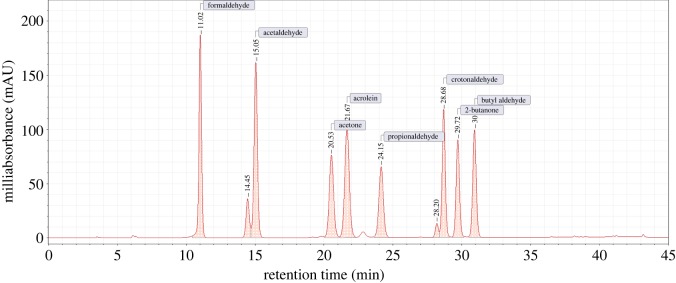 200
150
100
50
0
milliabsorbance (mAU)
formaldehyde
11.02
14.45
acetaldehyde
15.05
acetone
20.53
acrolein
21.67
propionaldehyde
24.15
28.20
crotonaldehyde
28.68
2-butanone
29.72
butyl aldehyde
30
0 5 10 15 20 25 30 35 40 45
retention time (min)